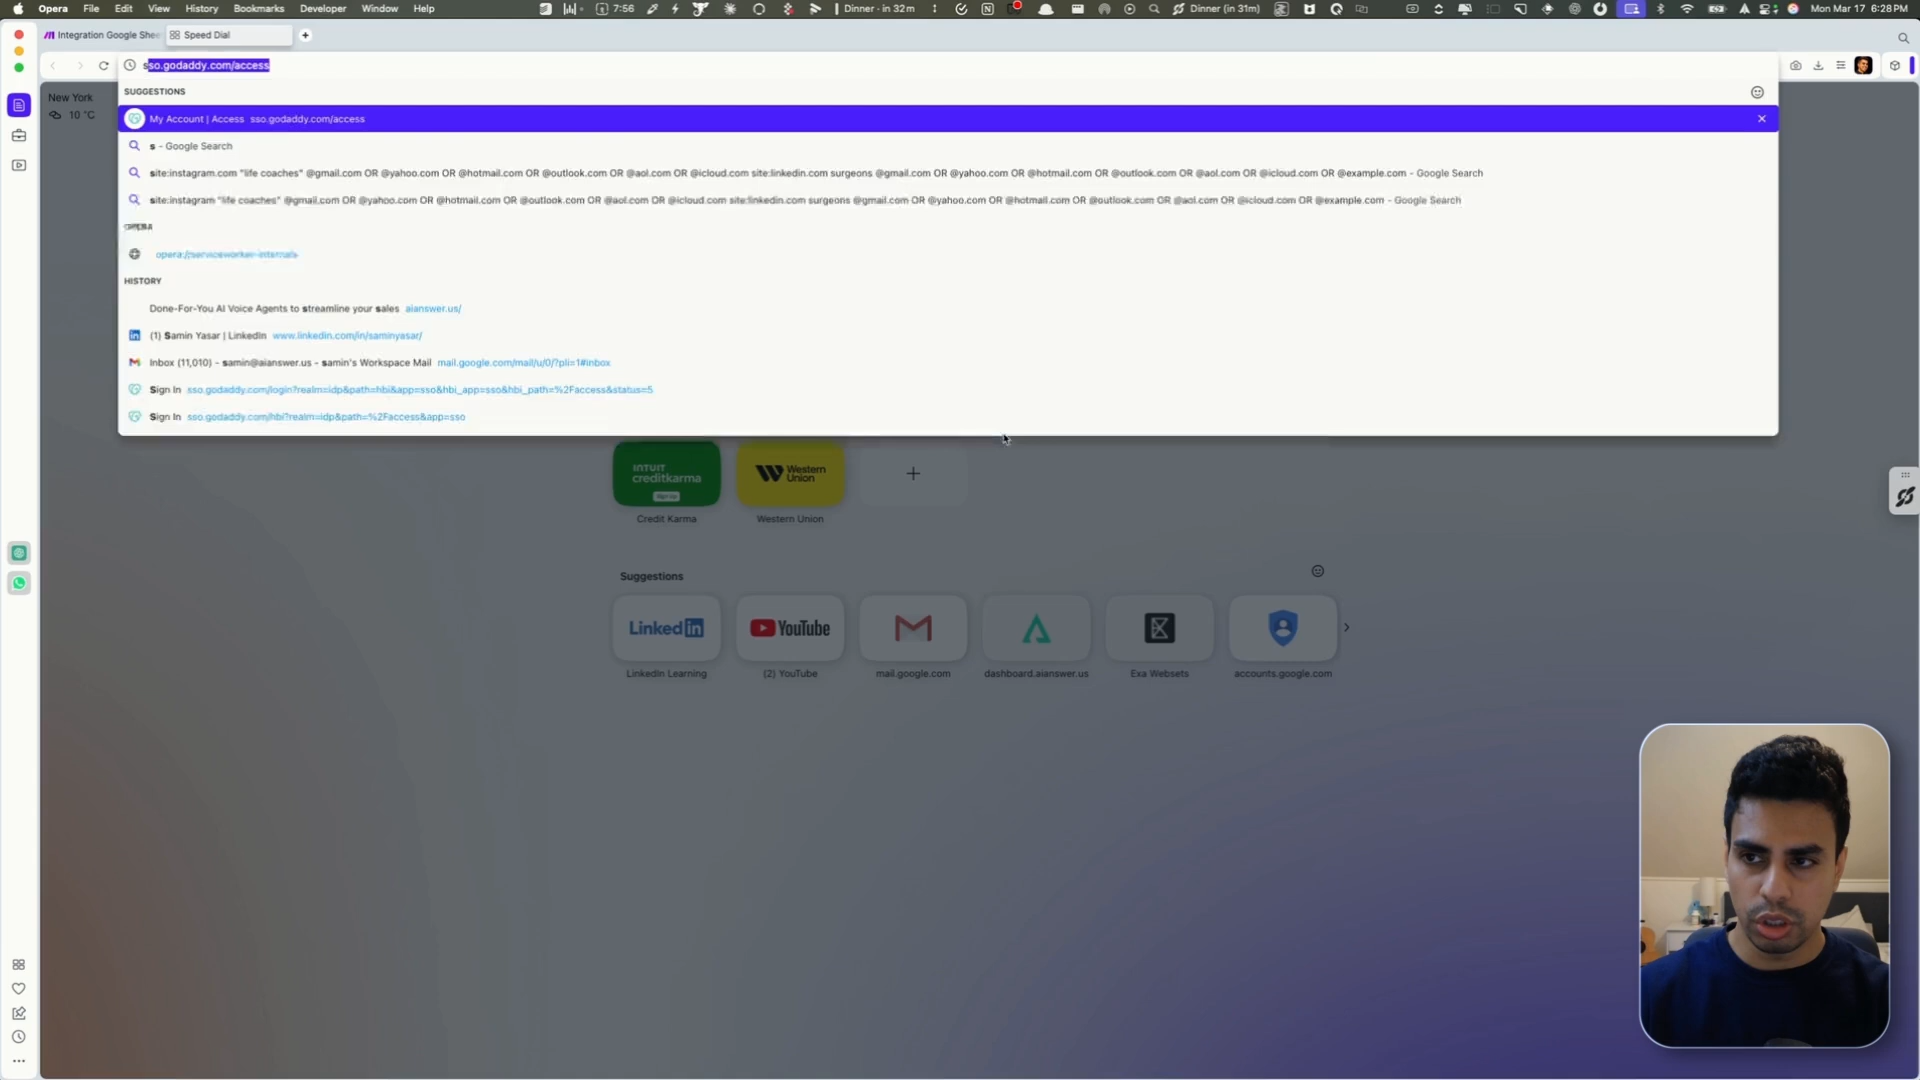 Opera File Edit View History Bookmarks Developer Window Help
7:56
Dinner · in 32m
Dinner (in 31m)
Mon Mar 17 6:28 PM
Integration Google Shee
Speed Dial
sso.godaddy.com/access
SUGGESTIONS
New York
10 °C
My Account | Access sso.godaddy.com/access
s - Google Search
site:instagram.com "life coaches" @gmail.com OR @yahoo.com OR @hotmail.com OR @outlook.com OR @aol.com OR @icloud.com site:linkedin.com surgeons @gmail.com OR @yahoo.com OR @hotmail.com OR @outlook.com OR @aol.com OR @icloud.com OR @example.com - Google Search
site:instagram "life coaches" @gmail.com OR @yahoo.com OR @hotmail.com OR @outlook.com OR @aol.com OR @icloud.com site:linkedin.com surgeons @gmail.com OR @yahoo.com OR @hotmail.com OR @outlook.com OR @aol.com OR @icloud.com OR @example.com - Google Search
OPERA
opera://serviceworker-internals
HISTORY
Done-For-You AI Voice Agents to streamline your sales aianswer.us/
(1) Samin Yasar | LinkedIn www.linkedin.com/in/saminyasar/
Inbox (11,010) - samin@aianswer.us - samin's Workspace Mail mail.google.com/mail/u/0/?pli=1#inbox
Sign In sso.godaddy.com/login?realm=idp&path=hbi&app=sso&hbi_app=sso&hbi_path=%2Faccess&status=5
Sign In sso.godaddy.com/hbi?realm=idp&path=%2Faccess&app=sso
INTUIT
creditkarma
Sign Up
Western
Union
Credit Karma
Western Union
Suggestions
LinkedIn
YouTube
LinkedIn Learning
(2) YouTube
mail.google.com
dashboard.aianswer.us
Exa Websets
accounts.google.com